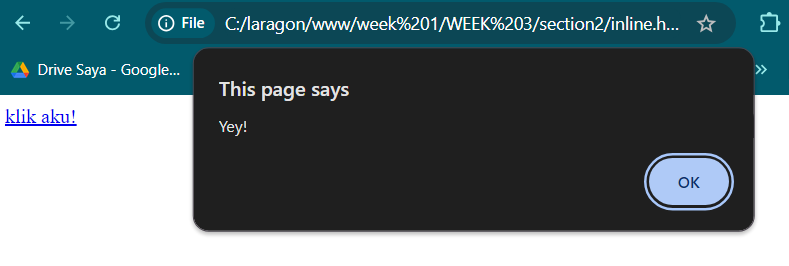 File C:/laragon/www/week%201/WEEK%203/section2/inline.h...
Drive Saya - Google...
klik aku!
This page says
Yey!
OK